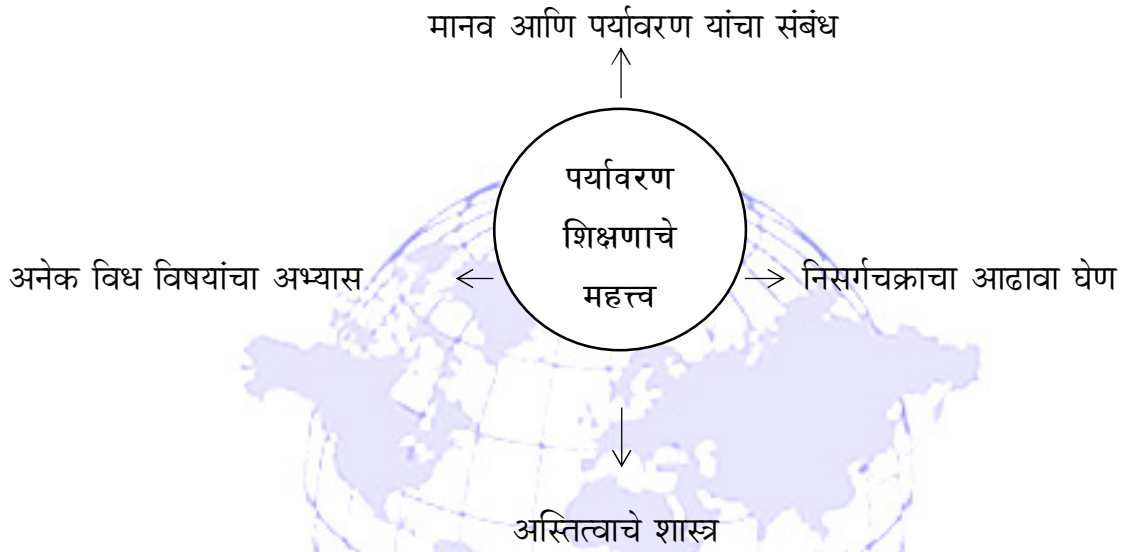 मानव आणि पर्यावरण यांचा संबंध
पर्यावरण
शिक्षणाचे
महत्त्व
अनेक विध विषयांचा अभ्यास
निसर्गचक्राचा आढावा घेण
अस्तित्वाचे शास्त्र